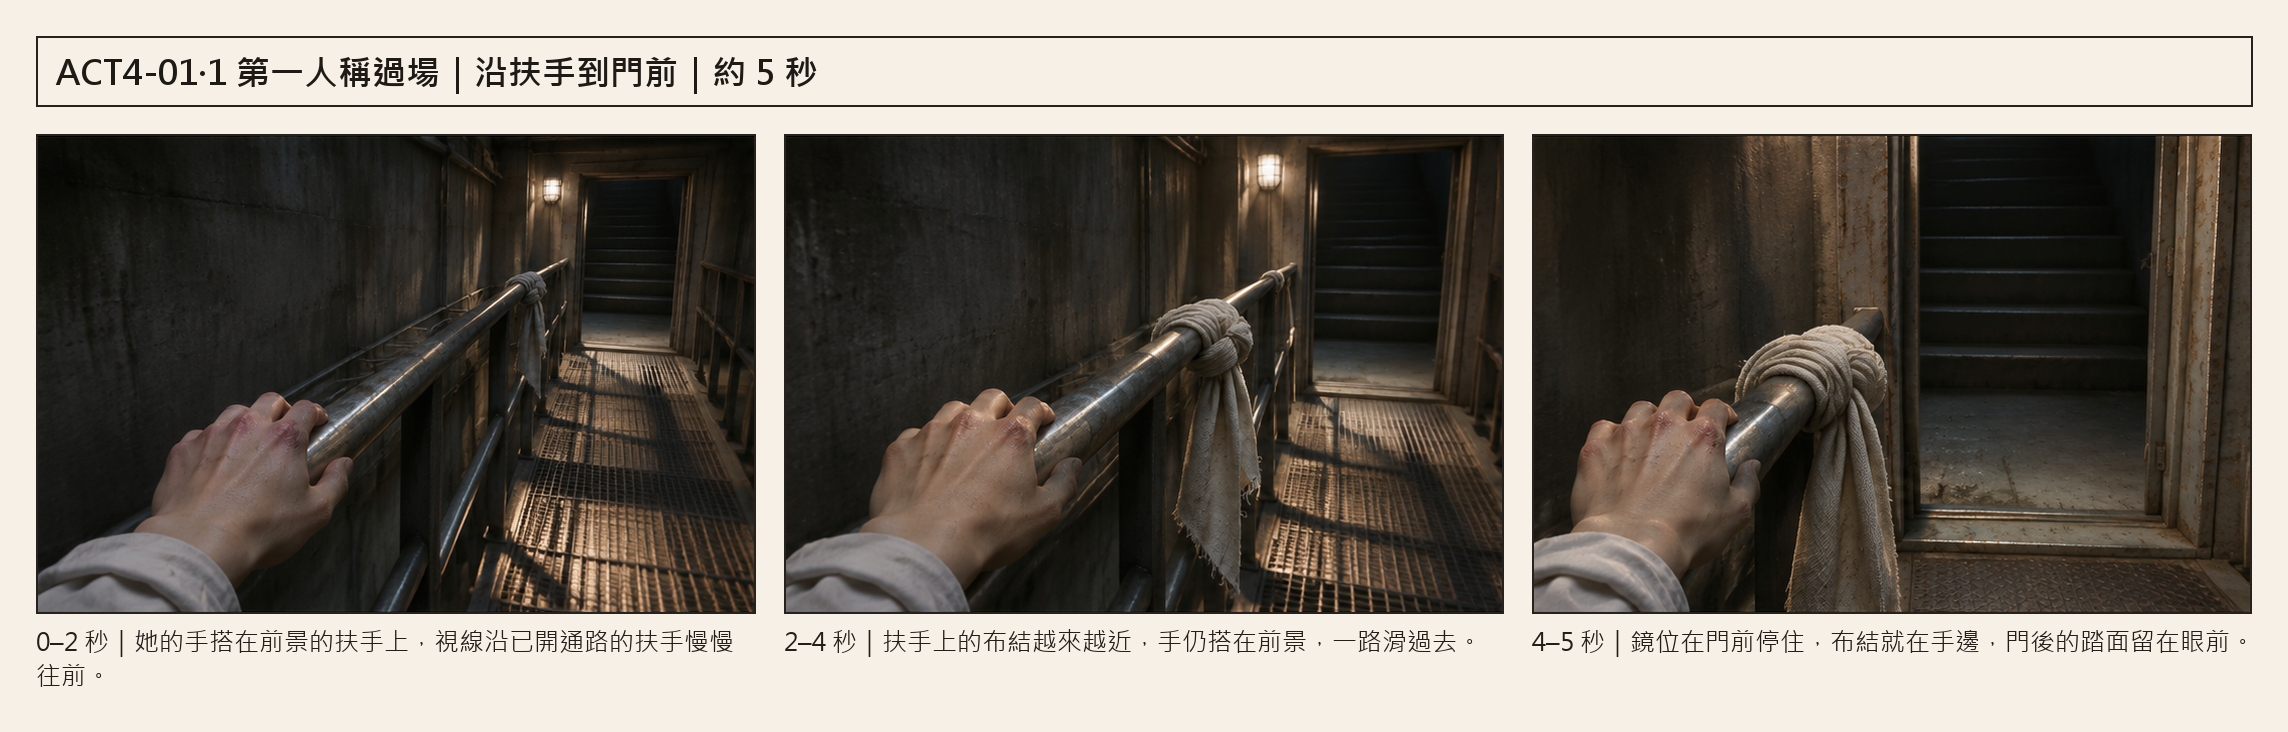 ACT4-01·1 第一人稱過場｜沿扶手到門前｜約 5 秒
0–2 秒｜她的手搭在前景的扶手上，視線沿已開通路的扶手慢慢
往前。
2–4 秒｜扶手上的布結越來越近，手仍搭在前景，一路滑過去。
4–5 秒｜鏡位在門前停住，布結就在手邊，門後的踏面留在眼前。